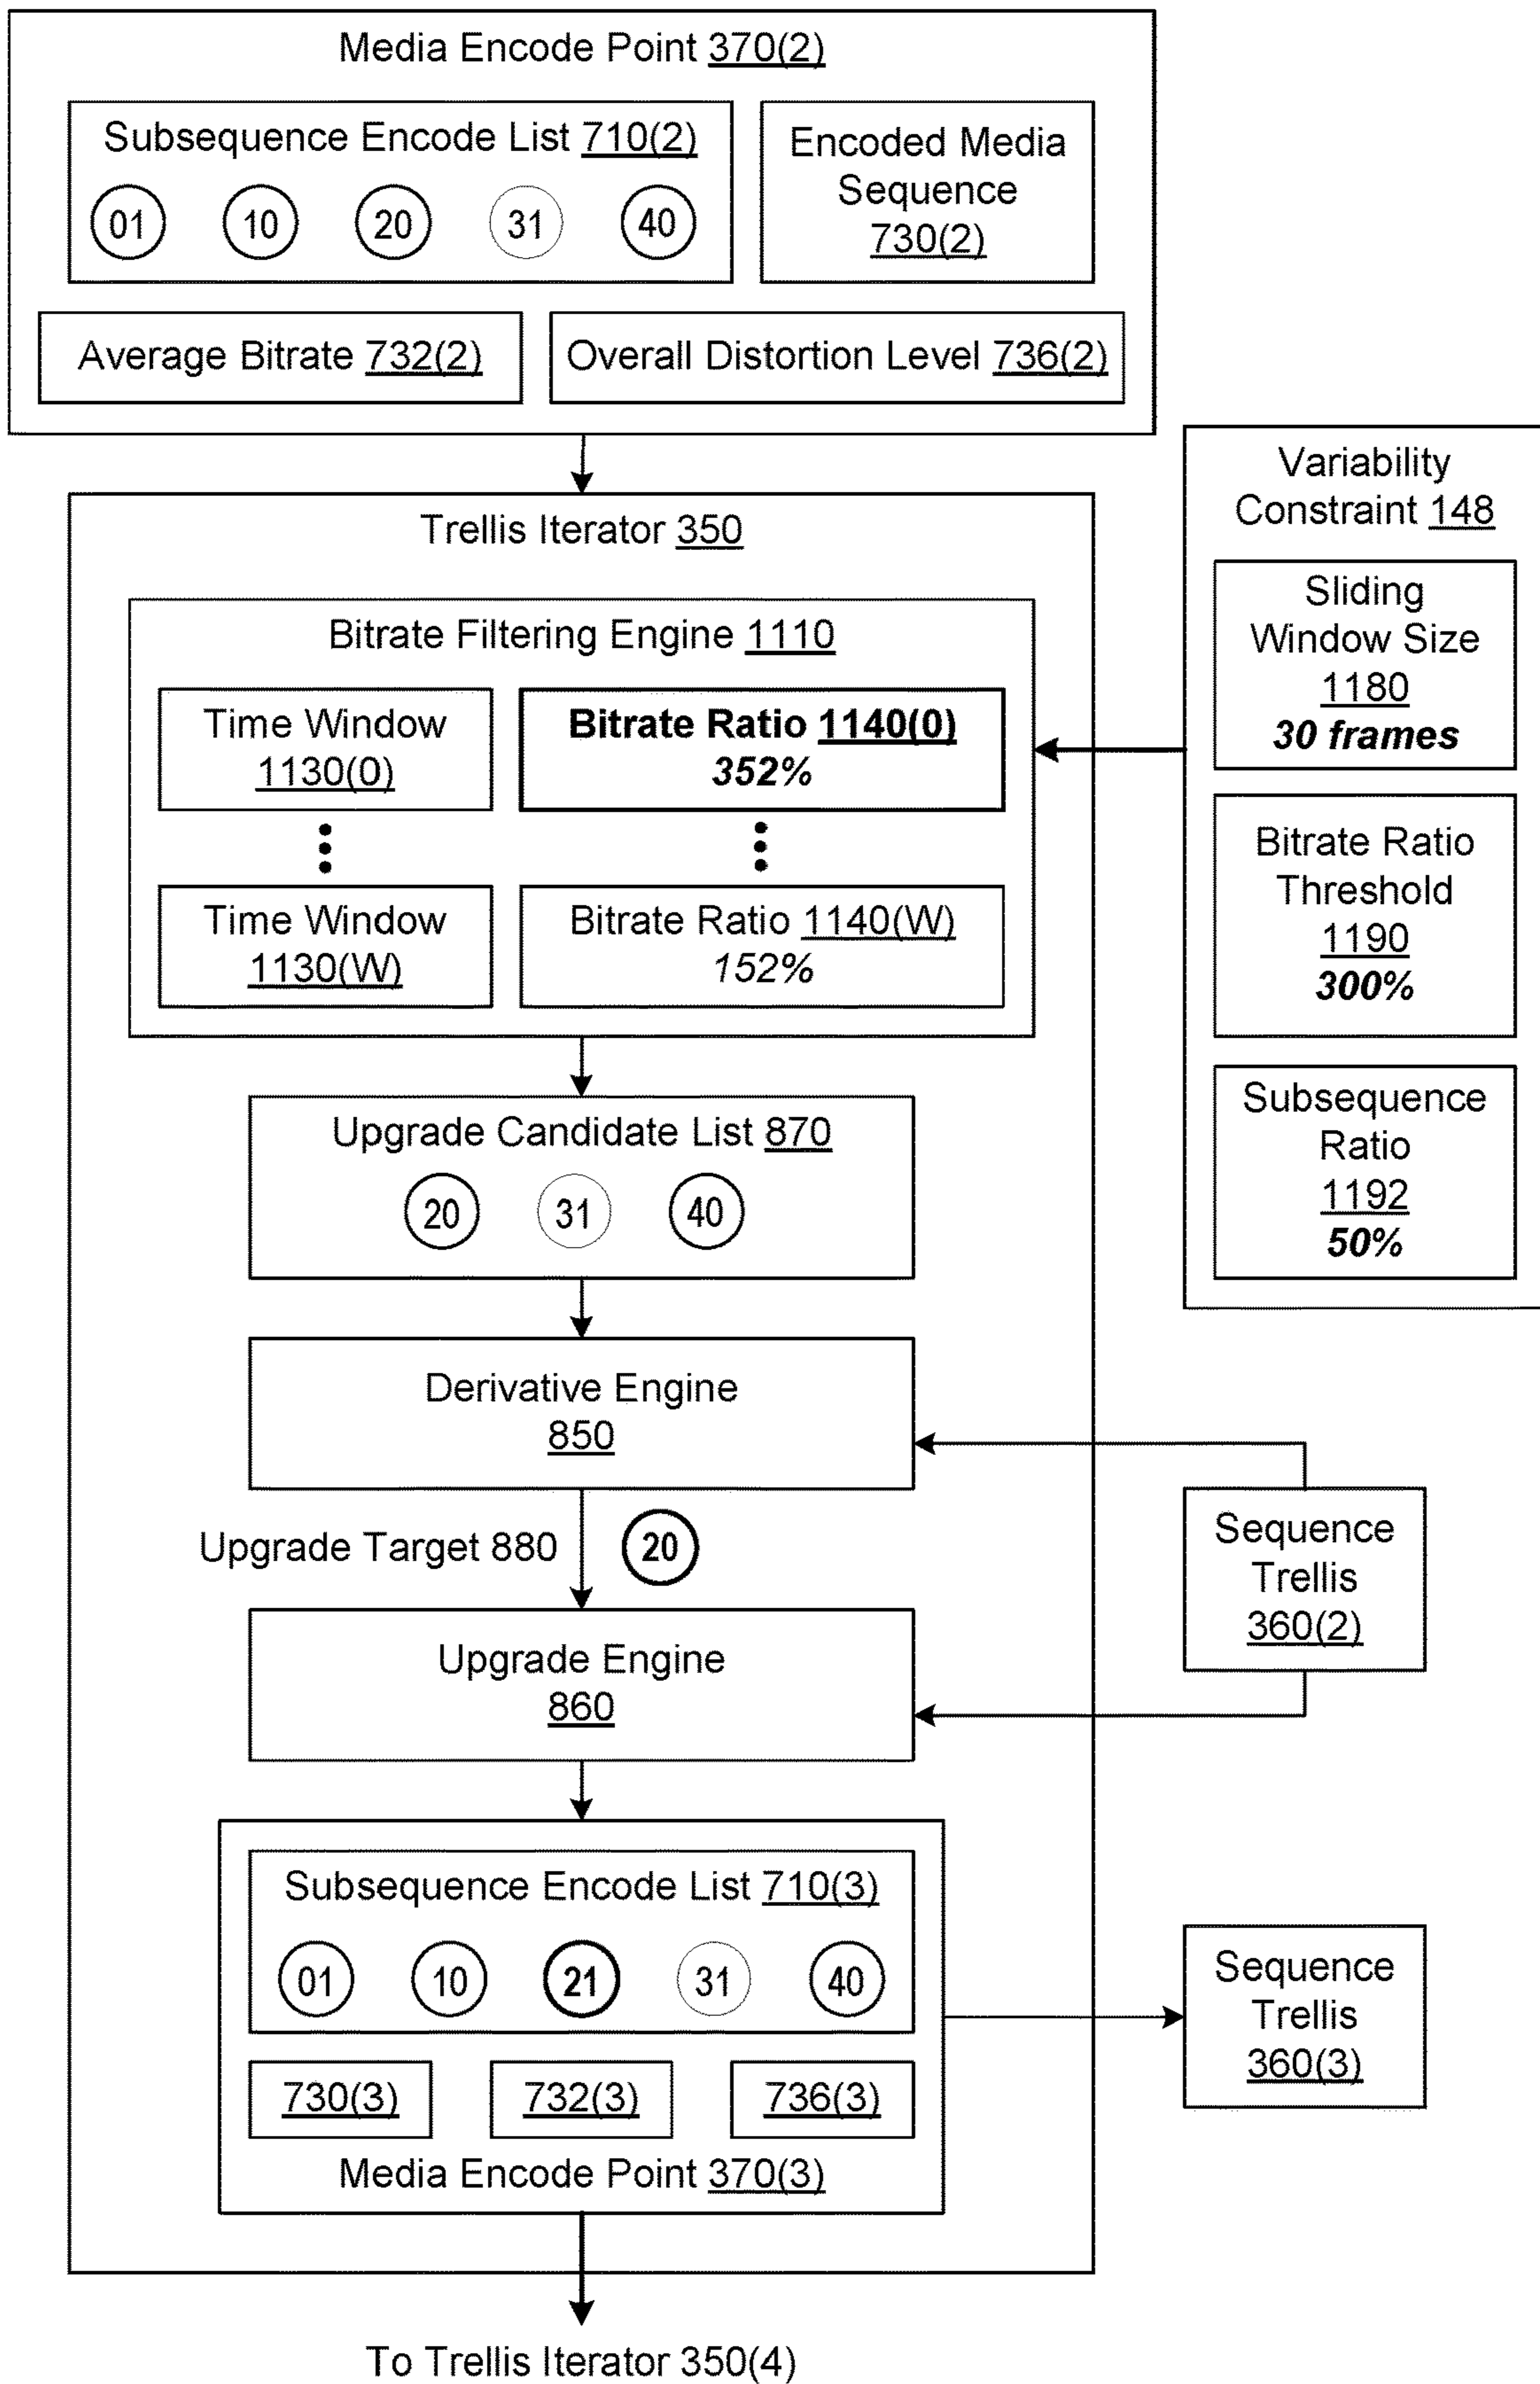 Media Encode Point 370(2)
Subsequence Encode List 710(2)
01 10 20 31 40
Encoded Media
Sequence
730(2)
Average Bitrate 732(2)
Overall Distortion Level 736(2)
Variability
Constraint 148
Sliding
Window Size
1180
30 frames
Bitrate Ratio
Threshold
1190
300%
Subsequence
Ratio
1192
50%
Trellis Iterator 350
Bitrate Filtering Engine 1110
Time Window
1130(0)
Bitrate Ratio 1140(0)
352%
Time Window
1130(W)
Bitrate Ratio 1140(W)
152%
Upgrade Candidate List 870
20 31 40
Derivative Engine
850
Upgrade Target 880 20
Sequence
Trellis
360(2)
Upgrade Engine
860
Subsequence Encode List 710(3)
01 10 21 31 40
730(3) 732(3) 736(3)
Media Encode Point 370(3)
Sequence
Trellis
360(3)
To Trellis Iterator 350(4)